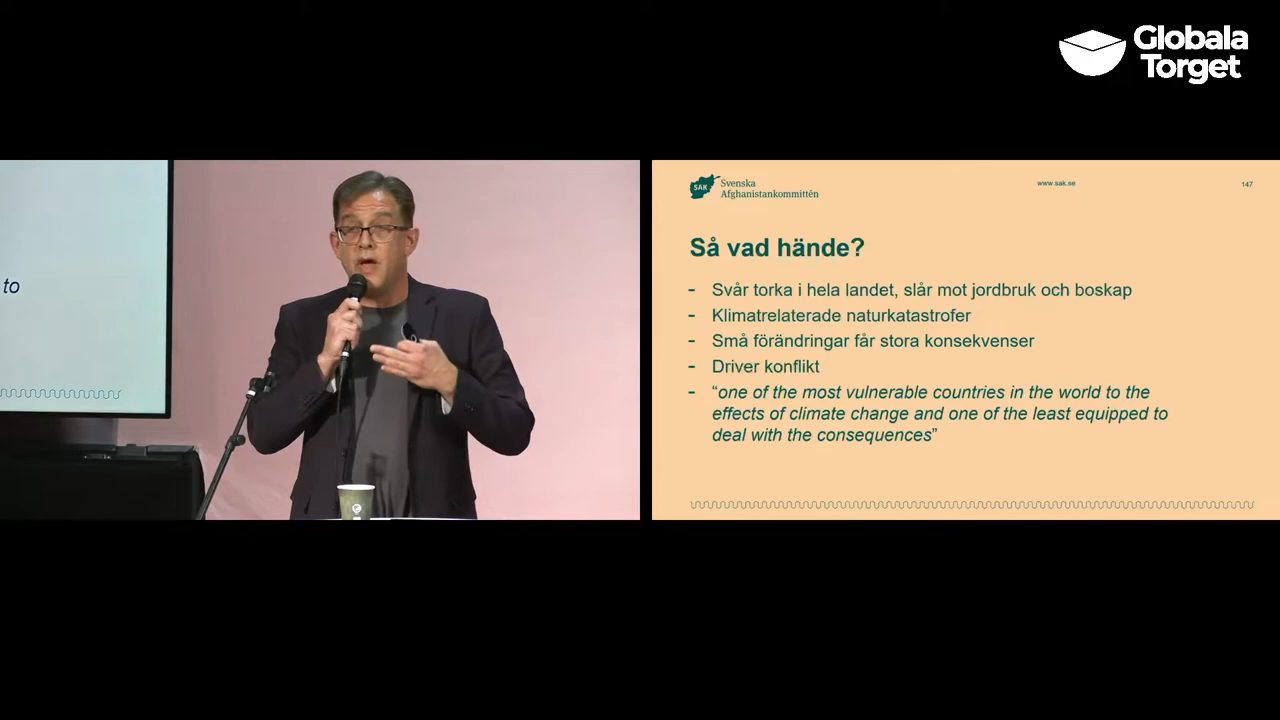 Globala
Torget
to
SAK
Svenska
Afghanistankommittén
www.sak.se
147
Så vad hände?
- Svår torka i hela landet, slår mot jordbruk och boskap
- Klimatrelaterade naturkatastrofer
- Små förändringar får stora konsekvenser
- Driver konflikt
- “one of the most vulnerable countries in the world to the
effects of climate change and one of the least equipped to
deal with the consequences”